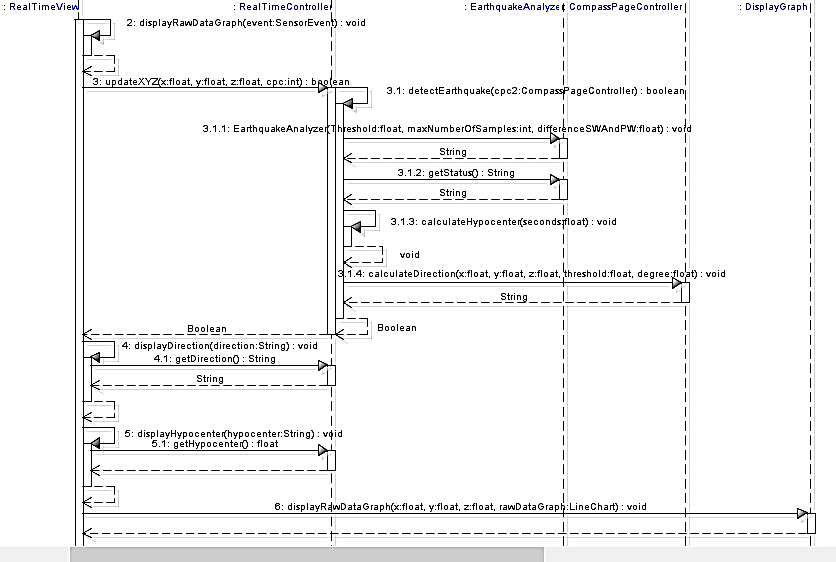 : RealTimeView : RealTimeController : EarthquakeAnalyzer : CompassPageController : DisplayGraph
2: displayRawDataGraph(event:SensorEvent) : void
3: updateXYZ(x:float, y:float, z:float, cpc:int) : boolean
3.1: detectEarthquake(cpc2:CompassPageController) : boolean
3.1.1: EarthquakeAnalyzer(Threshold:float, maxNumberOfSamples:int, differenceSWAndPW:float) : void
String
3.1.2: getStatus() : String
String
3.1.3: calculateHypocenter(seconds:float) : void
void
3.1.4: calculateDirection(x:float, y:float, z:float, threshold:float, degree:float) : void
String
Boolean
Boolean
4: displayDirection(direction:String) : void
4.1: getDirection() : String
String
5: displayHypocenter(hypocenter:String) : void
5.1: getHypocenter() : float
6: displayRawDataGraph(x:float, y:float, z:float, rawDataGraph:LineChart) : void